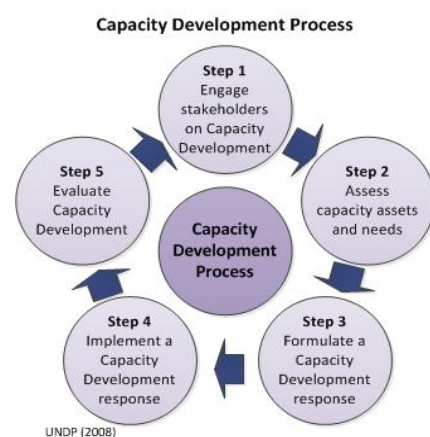 Capacity Development Process
Step 1
Engage
stakeholders
on Capacity
Development
Step 2
Assess
capacity assets
and needs
Step 3
Formulate a
Capacity
Development
response
Step 4
Implement a
Capacity
Development
response
Step 5
Evaluate
Capacity
Development
Capacity
Development
Process
UNDP (2008)